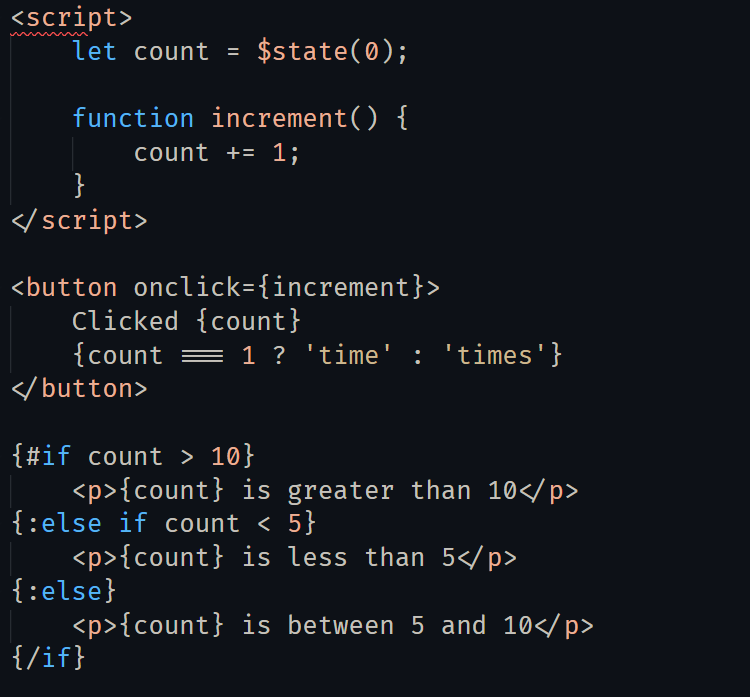 <script>
    let count = $state(0);

    function increment() {
        count += 1;
    }
</script>

<button onclick={increment}>
    Clicked {count}
    {count === 1 ? 'time' : 'times'}
</button>

{#if count > 10}
    <p>{count} is greater than 10</p>
{:else if count < 5}
    <p>{count} is less than 5</p>
{:else}
    <p>{count} is between 5 and 10</p>
{/if}